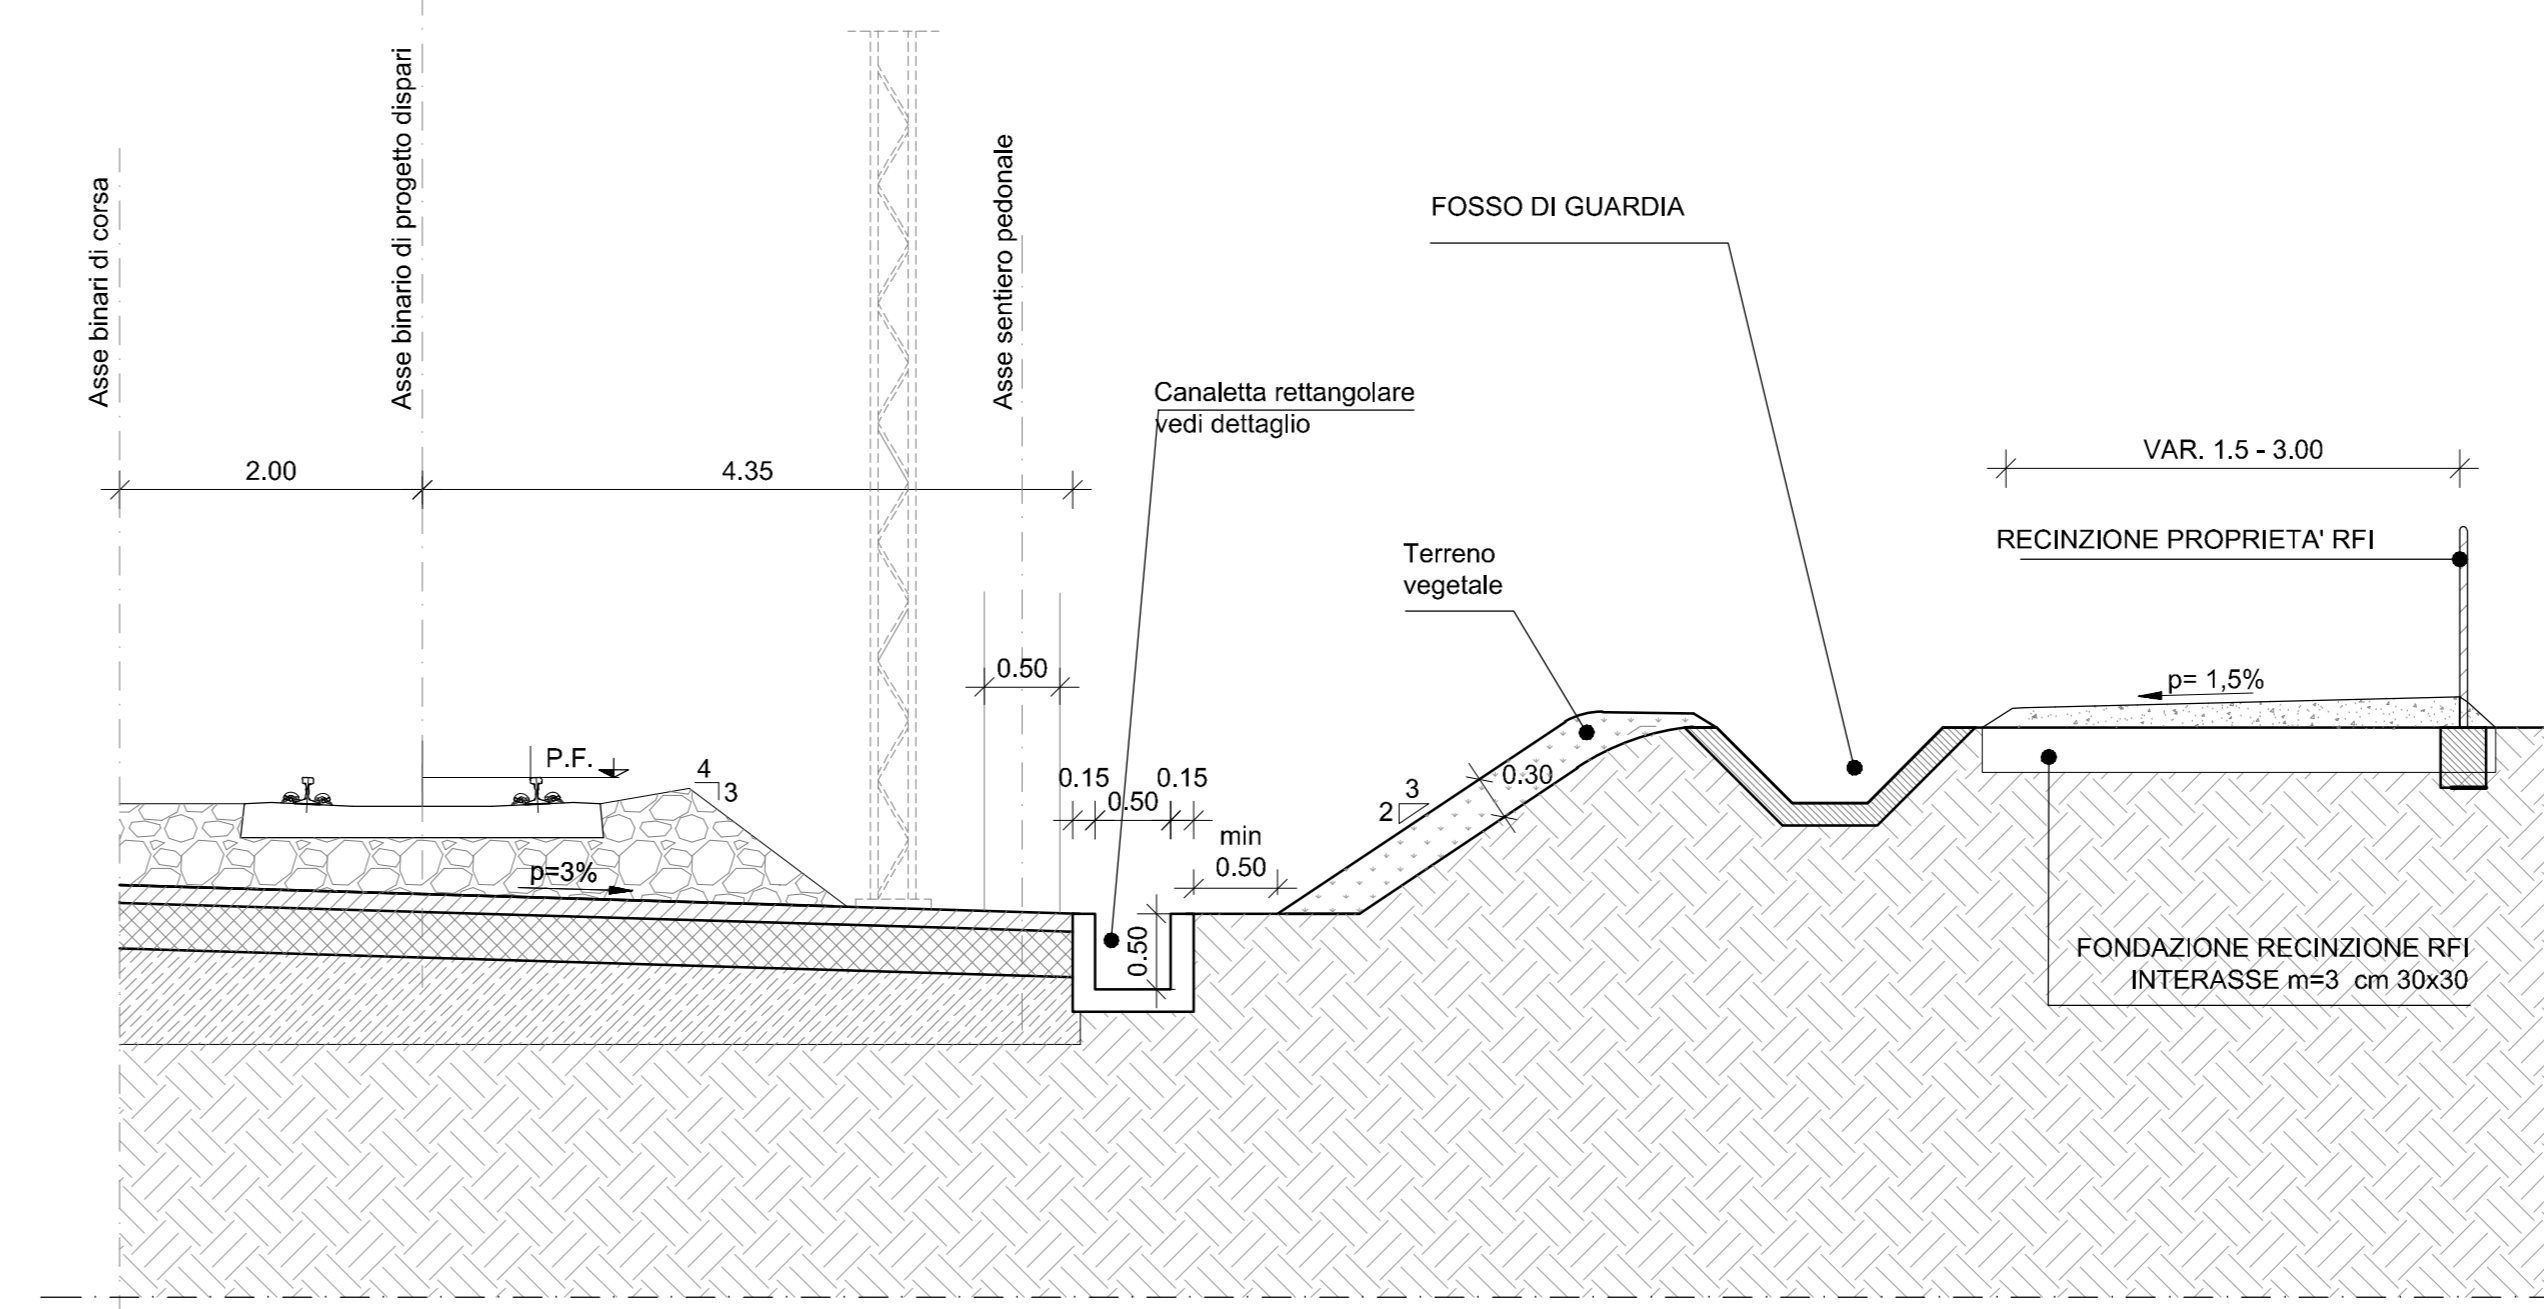 Asse binari di corsa
Asse binario di progetto dispari
Asse sentiero pedonale
FOSSO DI GUARDIA
Canaletta rettangolare
vedi dettaglio
2.00
4.35
VAR. 1.5 - 3.00
RECINZIONE PROPRIETA' RFI
Terreno
vegetale
0.50
p= 1,5%
P.F.
4
3
0.15
0.15
0.50
0.30
3
2
min
0.50
p=3%
0.50
FONDAZIONE RECINZIONE RFI
INTERASSE m=3 cm 30x30